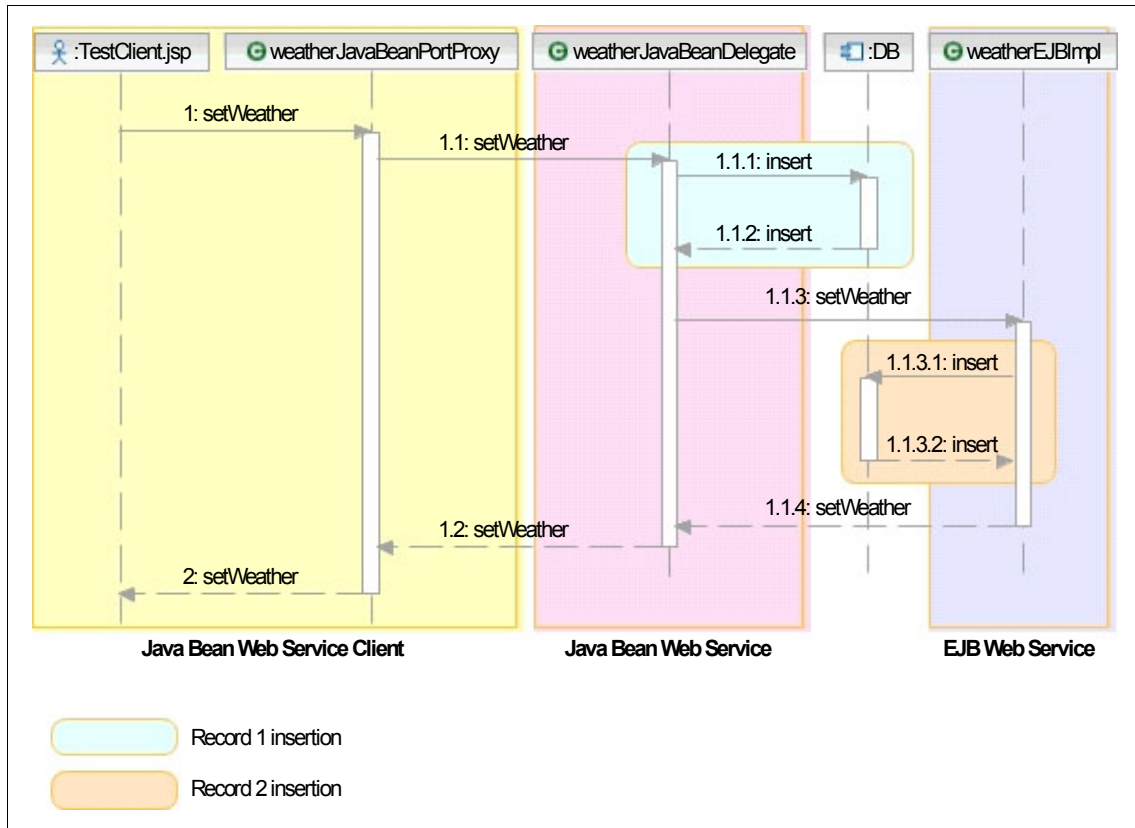 :TestClient.jsp
weatherJavaBeanPortProxy
weatherJavaBeanDelegate
:DB
weatherEJBImpl
1: setWeather
1.1: setWeather
1.1.1: insert
1.1.2: insert
1.1.3: setWeather
1.1.3.1: insert
1.1.3.2: insert
1.1.4: setWeather
1.2: setWeather
2: setWeather
Java Bean Web Service Client
Java Bean Web Service
EJB Web Service
Record 1 insertion
Record 2 insertion